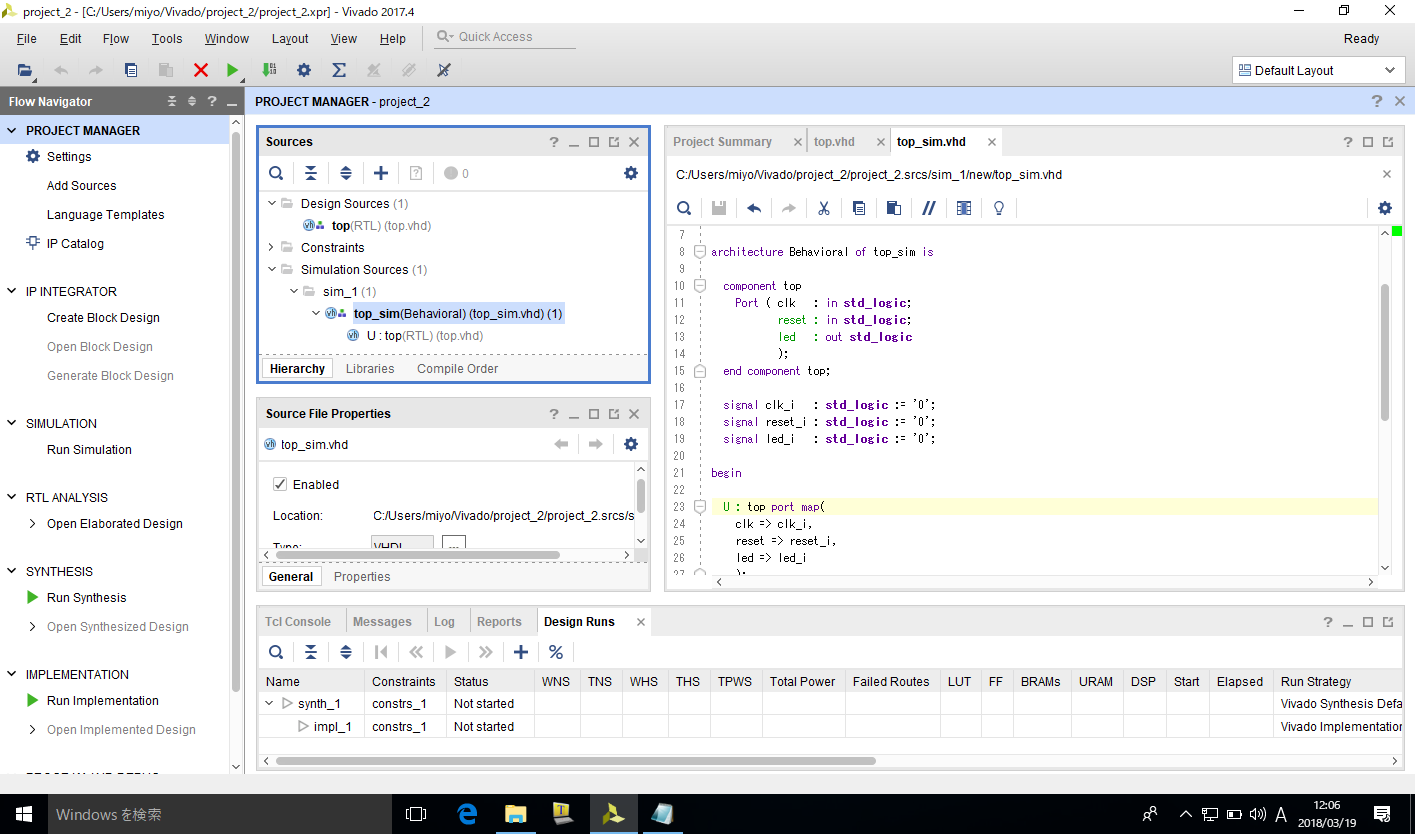 project_2 - [C:/Users/miyo/Vivado/project_2/project_2.xpr] - Vivado 2017.4
File Edit Flow Tools Window Layout View Help Quick Access Ready
Default Layout
Flow Navigator
PROJECT MANAGER - project_2
PROJECT MANAGER
Settings
Add Sources
Language Templates
IP Catalog
IP INTEGRATOR
Create Block Design
Open Block Design
Generate Block Design
SIMULATION
Run Simulation
RTL ANALYSIS
Open Elaborated Design
SYNTHESIS
Run Synthesis
Open Synthesized Design
IMPLEMENTATION
Run Implementation
Open Implemented Design
Sources
0
Design Sources (1)
top(RTL) (top.vhd)
Constraints
Simulation Sources (1)
sim_1 (1)
top_sim(Behavioral) (top_sim.vhd) (1)
U : top(RTL) (top.vhd)
Hierarchy Libraries Compile Order
Source File Properties
top_sim.vhd
Enabled
Location: C:/Users/miyo/Vivado/project_2/project_2.srcs/s
Type: VHDL ...
General Properties
Project Summary top.vhd top_sim.vhd
C:/Users/miyo/Vivado/project_2/project_2.srcs/sim_1/new/top_sim.vhd
7
8 architecture Behavioral of top_sim is
9
10 component top
11 Port ( clk : in std_logic;
12 reset : in std_logic;
13 led : out std_logic
14 );
15 end component top;
16
17 signal clk_i : std_logic := '0';
18 signal reset_i : std_logic := '0';
19 signal led_i : std_logic := '0';
20
21 begin
22
23 U : top port map(
24 clk => clk_i,
25 reset => reset_i,
26 led => led_i
27 );
Tcl Console Messages Log Reports Design Runs
Name Constraints Status WNS TNS WHS THS TPWS Total Power Failed Routes LUT FF BRAMs URAM DSP Start Elapsed Run Strategy
synth_1 constrs_1 Not started Vivado Synthesis Defa
impl_1 constrs_1 Not started Vivado Implementation
Windows を検索
A
12:06
2018/03/19